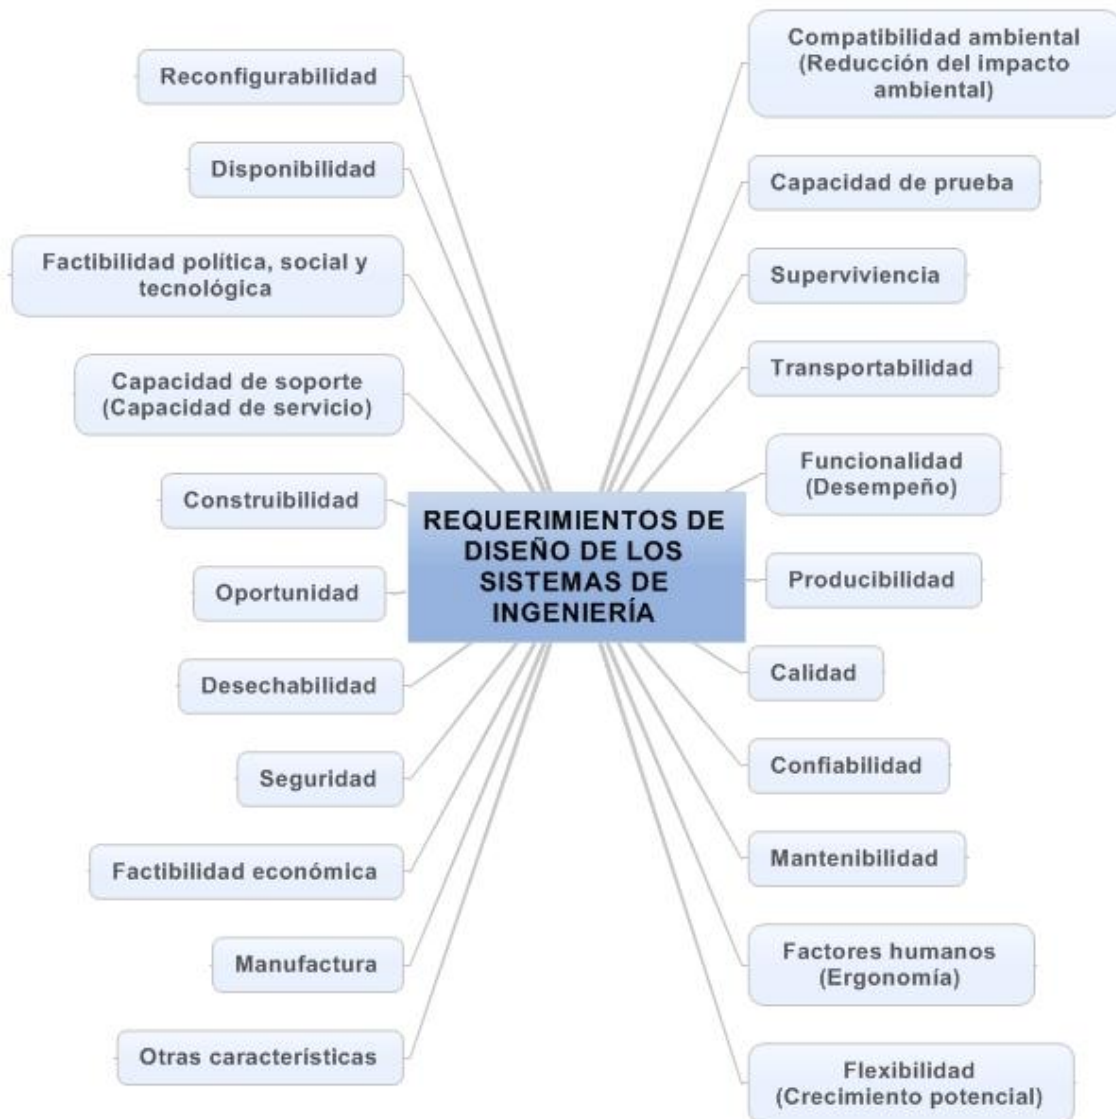 Reconfigurabilidad
Disponibilidad
Factibilidad política, social y
tecnológica
Capacidad de soporte
(Capacidad de servicio)
Construibilidad
Oportunidad
Desechabilidad
Seguridad
Factibilidad económica
Manufactura
Otras características
REQUERIMIENTOS DE
DISEÑO DE LOS
SISTEMAS DE
INGENIERÍA
Compatibilidad ambiental
(Reducción del impacto
ambiental)
Capacidad de prueba
Superviviencia
Transportabilidad
Funcionalidad
(Desempeño)
Producibilidad
Calidad
Confiabilidad
Mantenibilidad
Factores humanos
(Ergonomía)
Flexibilidad
(Crecimiento potencial)